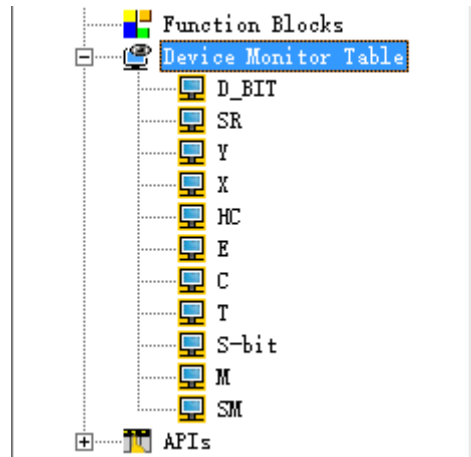 Function Blocks
Device Monitor Table
D_BIT
SR
Y
X
HC
E
C
T
S-bit
M
SM
APIs